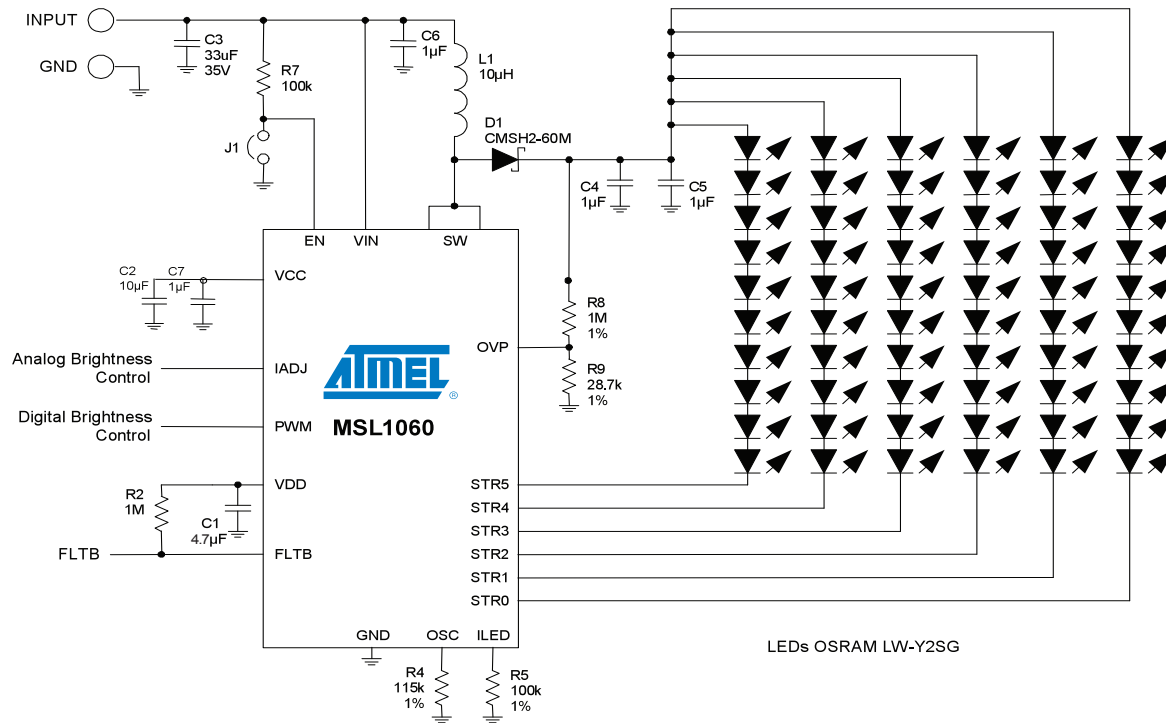 INPUT
GND
C3
33uF
35V
R7
100k
J1
C6
1µF
L1
10µH
D1
CMSH2-60M
C4
1µF
C5
1µF
EN
VIN
SW
C2
10µF
C7
1µF
VCC
R8
1M
1%
OVP
R9
28.7k
1%
Analog Brightness
Control
IADJ
ATMEL
®
Digital Brightness
Control
PWM
MSL1060
R2
1M
VDD
C1
4.7µF
FLTB
FLTB
STR5
STR4
STR3
STR2
STR1
STR0
GND
OSC
ILED
R4
115k
1%
R5
100k
1%
LEDs OSRAM LW-Y2SG